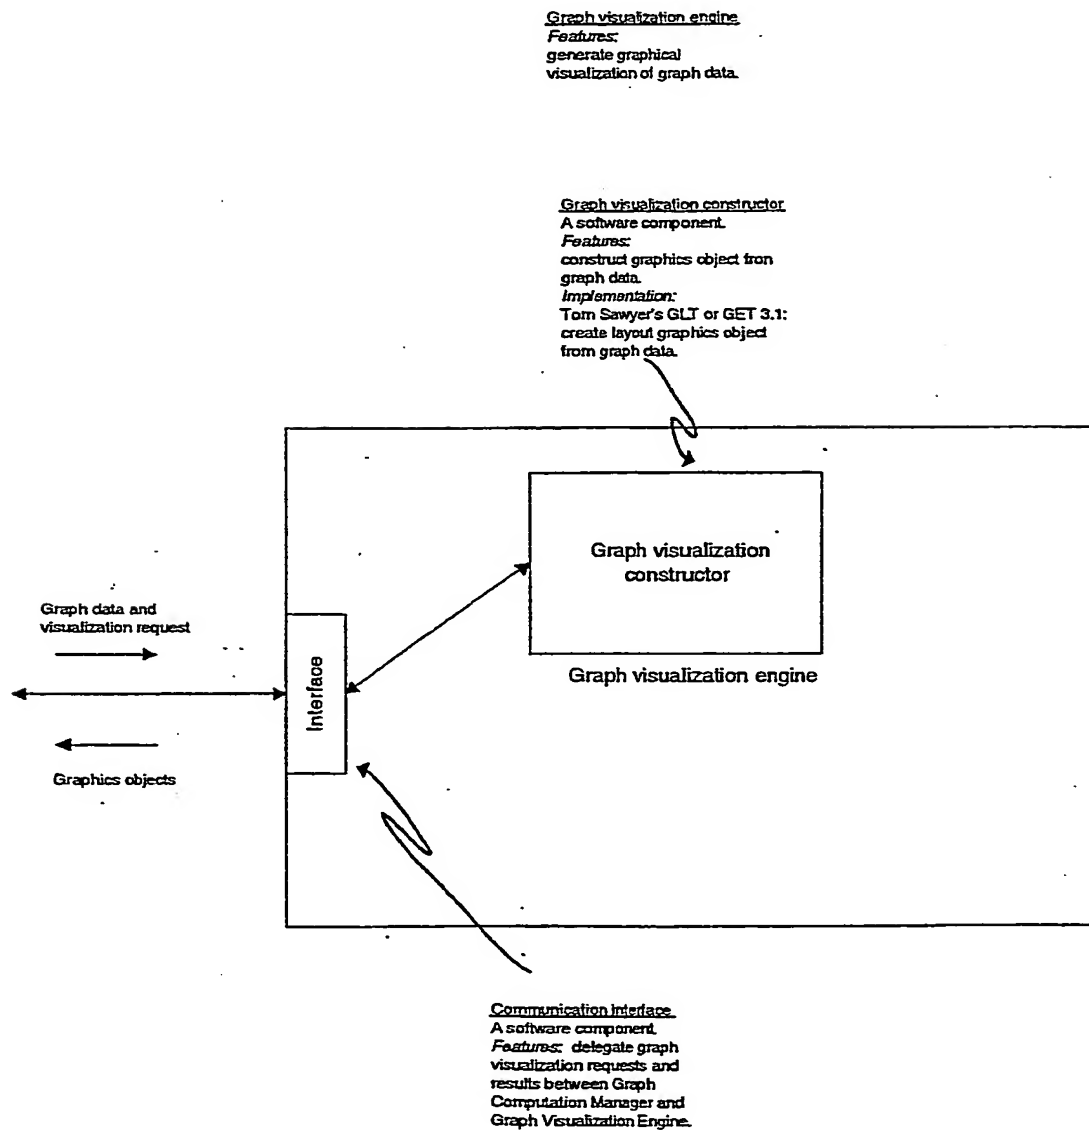 Graph visualization engine
Features:
generate graphical
visualization of graph data.
Graph visualization constructor
A software component.
Features:
construct graphics object from
graph data.
Implementation:
Tom Sawyer's GLT or GET 3.1:
create layout graphics object
from graph data.
Graph visualization
constructor
Graph data and
visualization request
Interface
Graph visualization engine
Graphics objects
Communication interface
A software component.
Features: delegate graph
visualization requests and
results between Graph
Computation Manager and
Graph Visualization Engine.